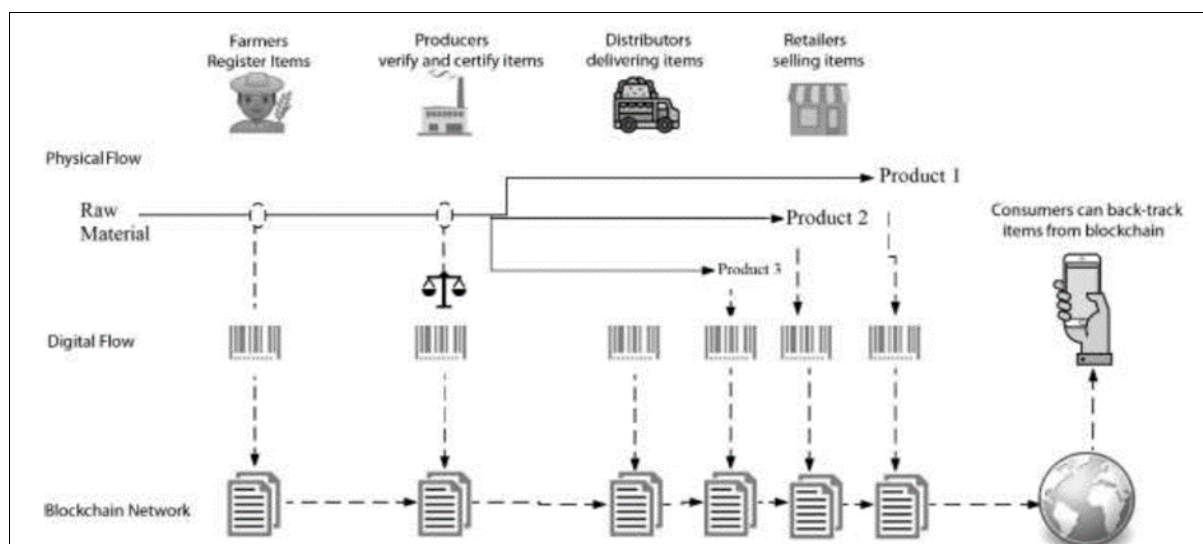 Farmers
Register Items
Producers
verify and certify items
Distributors
delivering items
Retailers
selling items
Physical Flow
Product 1
Raw
Material
Product 2
Product 3
Consumers can back-track
items from blockchain
Digital Flow
Blockchain Network